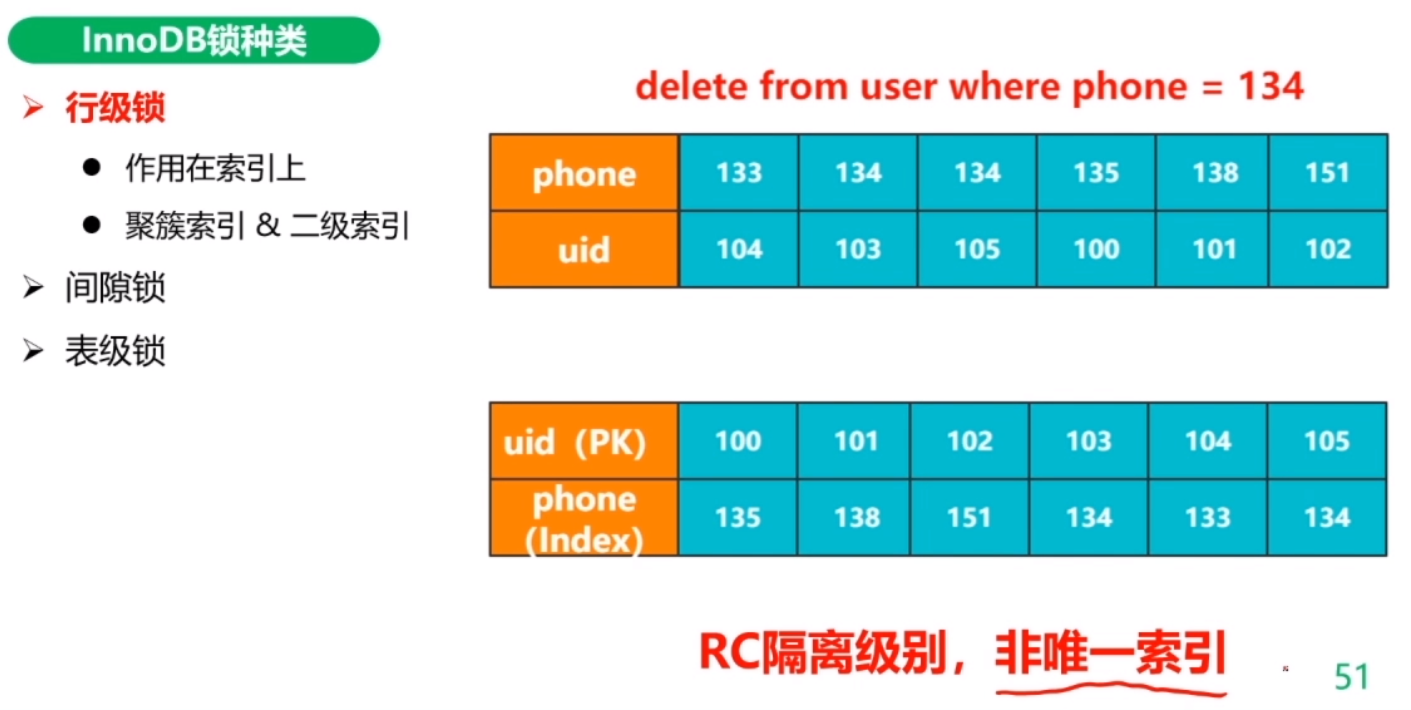 InnoDB锁种类
行级锁
作用在索引上
聚簇索引 & 二级索引
间隙锁
表级锁
delete from user where phone = 134
phone 133 134 134 135 138 151
uid 104 103 105 100 101 102
uid（PK） 100 101 102 103 104 105
phone
（Index） 135 138 151 134 133 134
RC隔离级别，非唯一索引
51